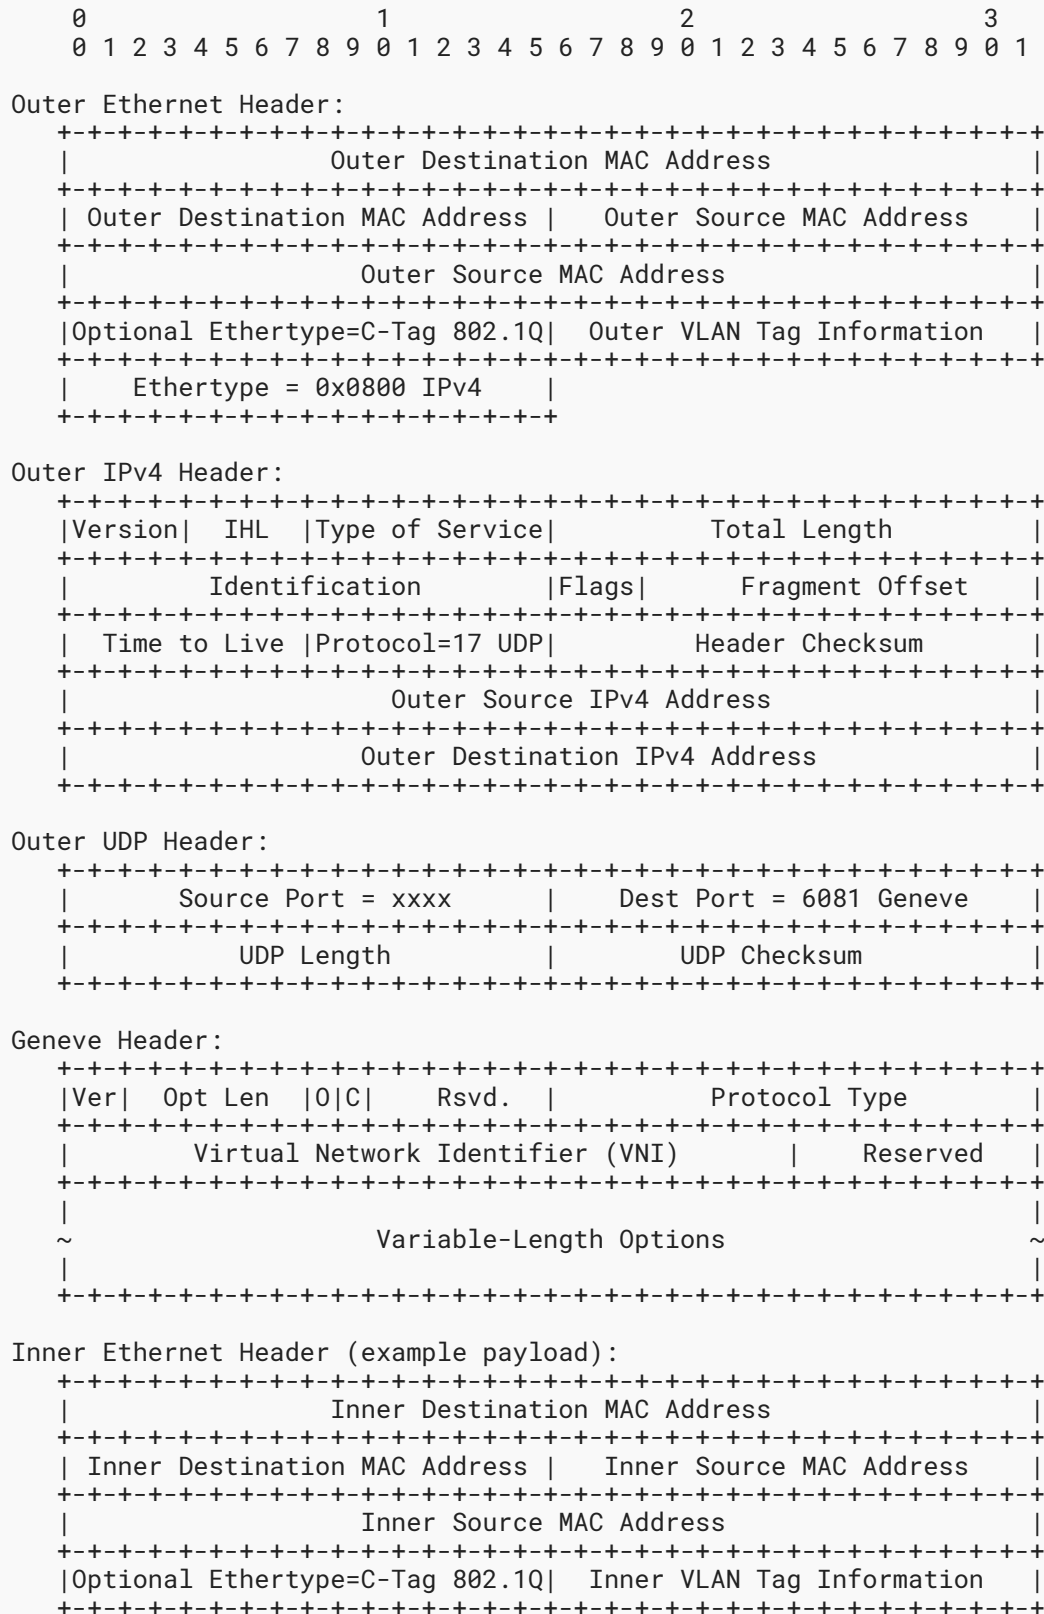 0                   1                   2                   3
    0 1 2 3 4 5 6 7 8 9 0 1 2 3 4 5 6 7 8 9 0 1 2 3 4 5 6 7 8 9 0 1

Outer Ethernet Header:
   +-+-+-+-+-+-+-+-+-+-+-+-+-+-+-+-+-+-+-+-+-+-+-+-+-+-+-+-+-+-+-+-+
   |                 Outer Destination MAC Address                 |
   +-+-+-+-+-+-+-+-+-+-+-+-+-+-+-+-+-+-+-+-+-+-+-+-+-+-+-+-+-+-+-+-+
   | Outer Destination MAC Address |   Outer Source MAC Address    |
   +-+-+-+-+-+-+-+-+-+-+-+-+-+-+-+-+-+-+-+-+-+-+-+-+-+-+-+-+-+-+-+-+
   |                   Outer Source MAC Address                    |
   +-+-+-+-+-+-+-+-+-+-+-+-+-+-+-+-+-+-+-+-+-+-+-+-+-+-+-+-+-+-+-+-+
   |Optional Ethertype=C-Tag 802.1Q|  Outer VLAN Tag Information   |
   +-+-+-+-+-+-+-+-+-+-+-+-+-+-+-+-+-+-+-+-+-+-+-+-+-+-+-+-+-+-+-+-+
   |    Ethertype = 0x0800 IPv4    |
   +-+-+-+-+-+-+-+-+-+-+-+-+-+-+-+-+

Outer IPv4 Header:
   +-+-+-+-+-+-+-+-+-+-+-+-+-+-+-+-+-+-+-+-+-+-+-+-+-+-+-+-+-+-+-+-+
   |Version|  IHL  |Type of Service|          Total Length         |
   +-+-+-+-+-+-+-+-+-+-+-+-+-+-+-+-+-+-+-+-+-+-+-+-+-+-+-+-+-+-+-+-+
   |         Identification        |Flags|      Fragment Offset    |
   +-+-+-+-+-+-+-+-+-+-+-+-+-+-+-+-+-+-+-+-+-+-+-+-+-+-+-+-+-+-+-+-+
   |  Time to Live |Protocol=17 UDP|         Header Checksum       |
   +-+-+-+-+-+-+-+-+-+-+-+-+-+-+-+-+-+-+-+-+-+-+-+-+-+-+-+-+-+-+-+-+
   |                     Outer Source IPv4 Address                 |
   +-+-+-+-+-+-+-+-+-+-+-+-+-+-+-+-+-+-+-+-+-+-+-+-+-+-+-+-+-+-+-+-+
   |                   Outer Destination IPv4 Address              |
   +-+-+-+-+-+-+-+-+-+-+-+-+-+-+-+-+-+-+-+-+-+-+-+-+-+-+-+-+-+-+-+-+

Outer UDP Header:
   +-+-+-+-+-+-+-+-+-+-+-+-+-+-+-+-+-+-+-+-+-+-+-+-+-+-+-+-+-+-+-+-+
   |       Source Port = xxxx      |    Dest Port = 6081 Geneve    |
   +-+-+-+-+-+-+-+-+-+-+-+-+-+-+-+-+-+-+-+-+-+-+-+-+-+-+-+-+-+-+-+-+
   |           UDP Length          |        UDP Checksum           |
   +-+-+-+-+-+-+-+-+-+-+-+-+-+-+-+-+-+-+-+-+-+-+-+-+-+-+-+-+-+-+-+-+

Geneve Header:
   +-+-+-+-+-+-+-+-+-+-+-+-+-+-+-+-+-+-+-+-+-+-+-+-+-+-+-+-+-+-+-+-+
   |Ver|  Opt Len  |O|C|    Rsvd.  |          Protocol Type        |
   +-+-+-+-+-+-+-+-+-+-+-+-+-+-+-+-+-+-+-+-+-+-+-+-+-+-+-+-+-+-+-+-+
   |        Virtual Network Identifier (VNI)       |    Reserved   |
   +-+-+-+-+-+-+-+-+-+-+-+-+-+-+-+-+-+-+-+-+-+-+-+-+-+-+-+-+-+-+-+-+
   |                                                               |
   ~                    Variable-Length Options                    ~
   |                                                               |
   +-+-+-+-+-+-+-+-+-+-+-+-+-+-+-+-+-+-+-+-+-+-+-+-+-+-+-+-+-+-+-+-+

Inner Ethernet Header (example payload):
   +-+-+-+-+-+-+-+-+-+-+-+-+-+-+-+-+-+-+-+-+-+-+-+-+-+-+-+-+-+-+-+-+
   |                 Inner Destination MAC Address                 |
   +-+-+-+-+-+-+-+-+-+-+-+-+-+-+-+-+-+-+-+-+-+-+-+-+-+-+-+-+-+-+-+-+
   | Inner Destination MAC Address |   Inner Source MAC Address    |
   +-+-+-+-+-+-+-+-+-+-+-+-+-+-+-+-+-+-+-+-+-+-+-+-+-+-+-+-+-+-+-+-+
   |                   Inner Source MAC Address                    |
   +-+-+-+-+-+-+-+-+-+-+-+-+-+-+-+-+-+-+-+-+-+-+-+-+-+-+-+-+-+-+-+-+
   |Optional Ethertype=C-Tag 802.1Q|  Inner VLAN Tag Information   |
   +-+-+-+-+-+-+-+-+-+-+-+-+-+-+-+-+-+-+-+-+-+-+-+-+-+-+-+-+-+-+-+-+